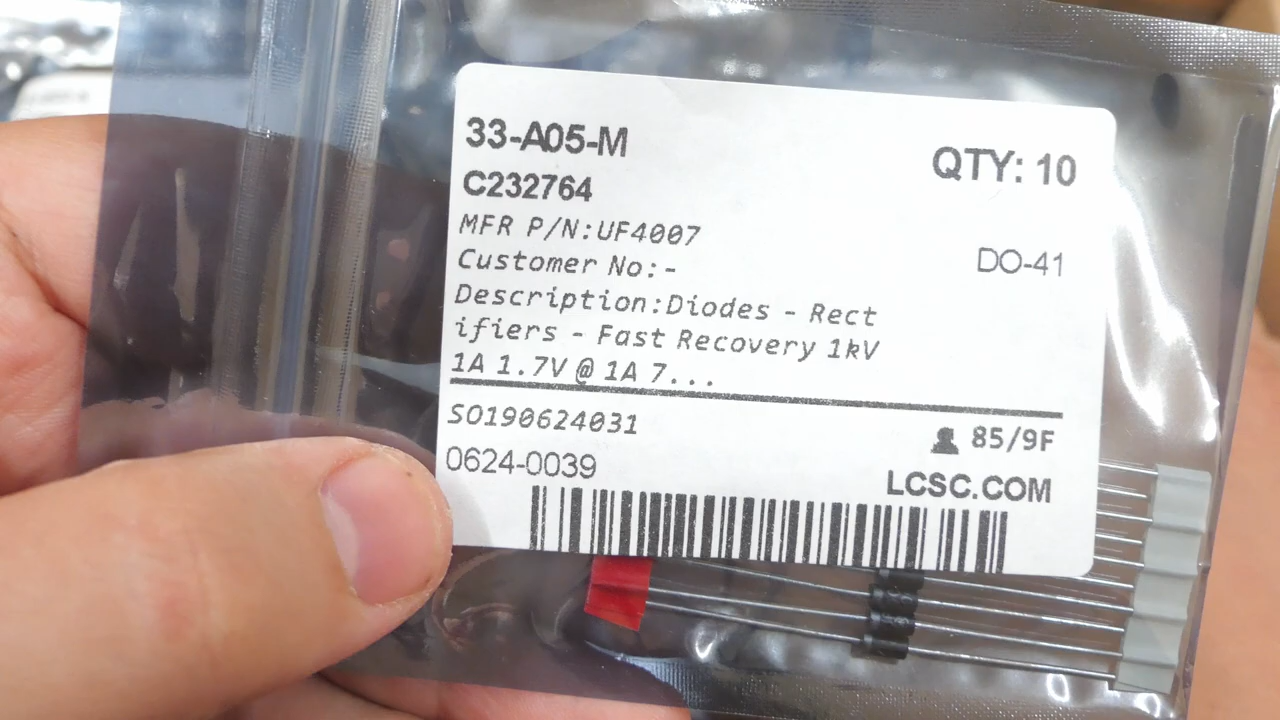 33-A05-M
QTY: 10
C232764
MFR P/N:UF4007
DO-41
Customer No:-
Description:Diodes - Rect
ifiers - Fast Recovery 1kV
1A 1.7V @ 1A 7...
SO190624031
85/9F
0624-0039
LCSC.COM